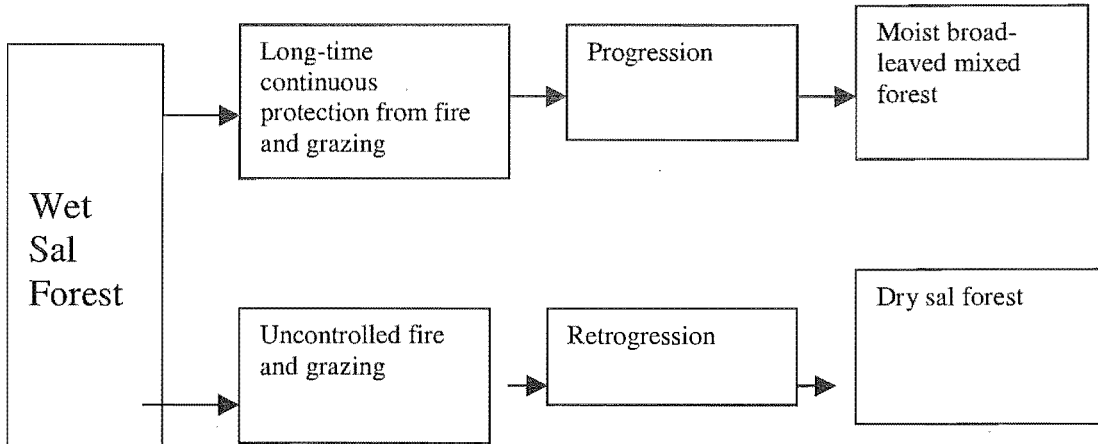 Wet
Sal
Forest
Long-time
continuous
protection from fire
and grazing
Progression
Moist broad-
leaved mixed
forest
Uncontrolled fire
and grazing
Retrogression
Dry sal forest